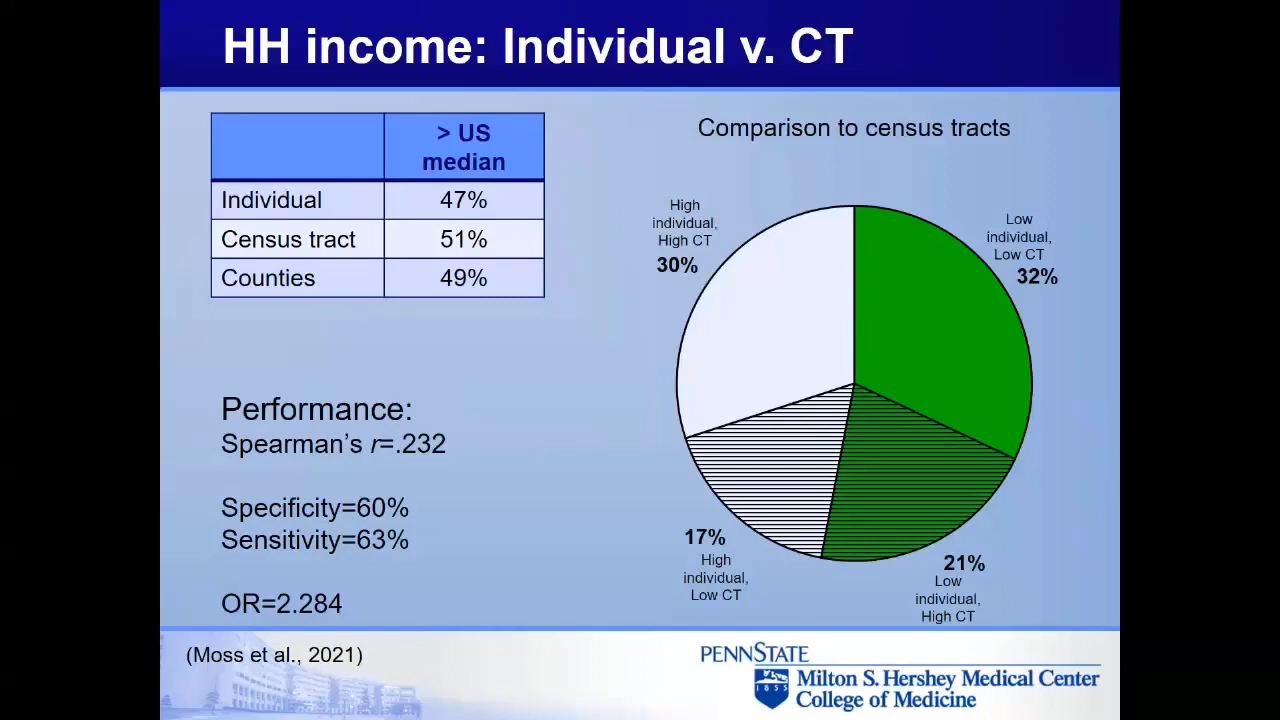 HH income: Individual v. CT
> US
median
Individual 47%
Census tract 51%
Counties 49%
Performance:
Spearman’s r=.232
Specificity=60%
Sensitivity=63%
OR=2.284
Comparison to census tracts
High
individual,
High CT
30%
Low
individual,
Low CT
32%
17%
High
individual,
Low CT
21%
Low
individual,
High CT
(Moss et al., 2021)
PENNSTATE
1855
Milton S. Hershey Medical Center
College of Medicine